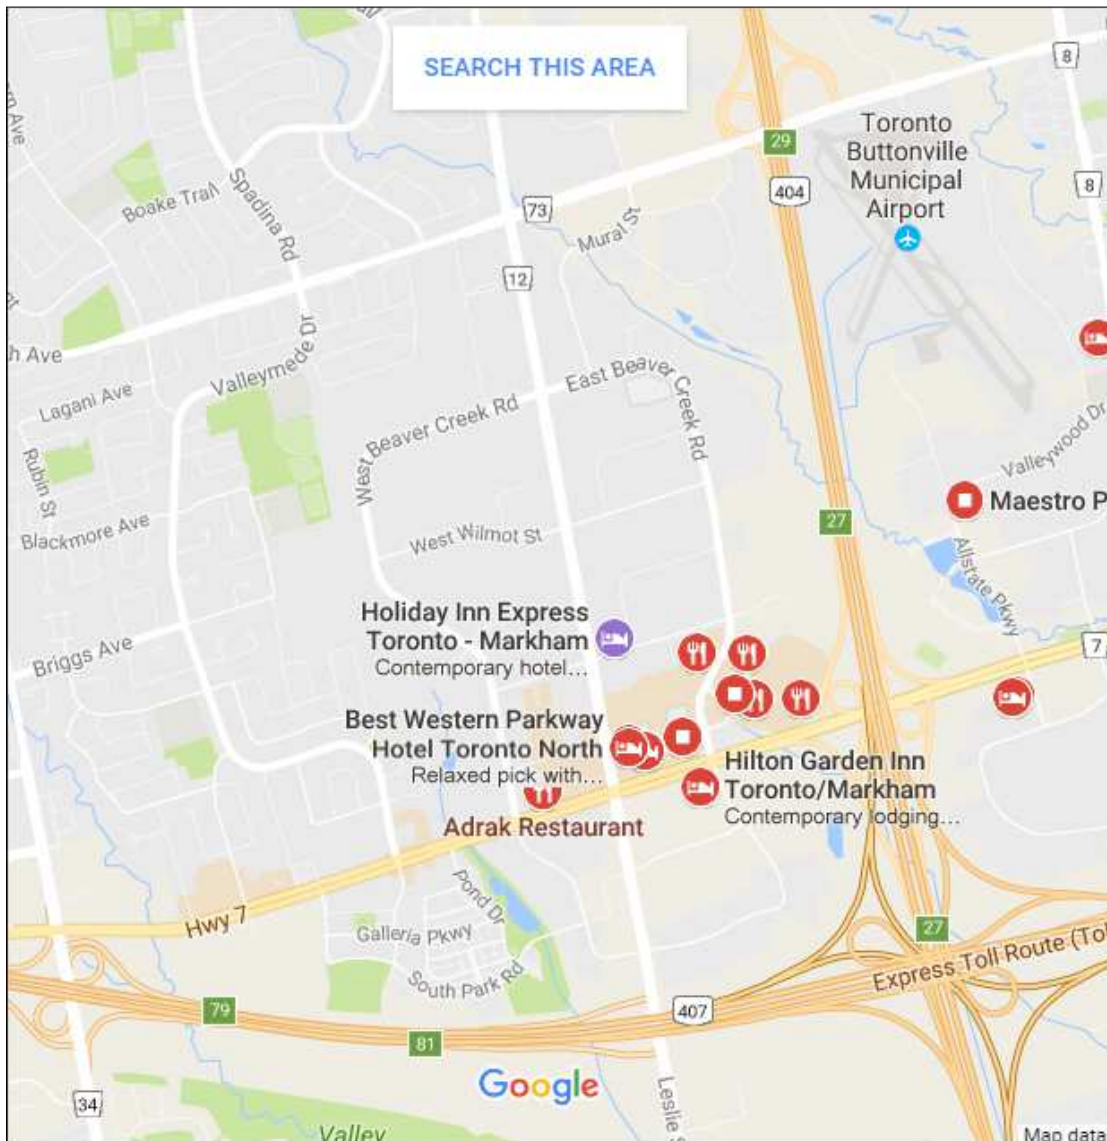 SEARCH THIS AREA
8
Toronto
Buttonville
Municipal
Airport
29
404
8
Boake Trail
Spadina Rd
73
Mural St
12
h Ave
Valleymede Dr
Lagani Ave
East Beaver Creek Rd
West Beaver Creek Rd
Rubin St
Valleywood Dr
Maestro P
Blackmore Ave
West Wilmot St
27
Allstate Pkwy
Holiday Inn Express
Toronto - Markham
Contemporary hotel...
Briggs Ave
7
Best Western Parkway
Hotel Toronto North
Relaxed pick with...
Hilton Garden Inn
Toronto/Markham
Contemporary lodging...
Adrak Restaurant
Hwy 7
Pond Dr
Galleria Pkwy
South Park Rd
27
Express Toll Route (Tol
79
407
81
Google
Leslie S
34
Valley
Map data